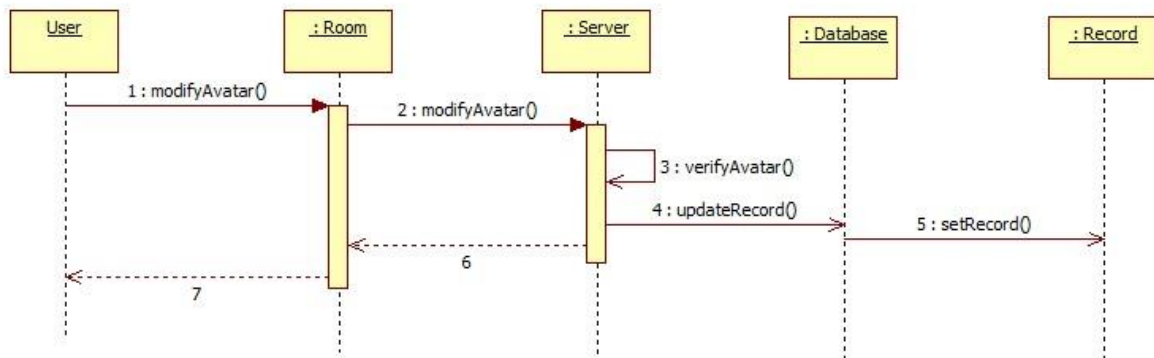 User
: Room
: Server
: Database
: Record
1 : modifyAvatar()
2 : modifyAvatar()
3 : verifyAvatar()
4 : updateRecord()
5 : setRecord()
6
7